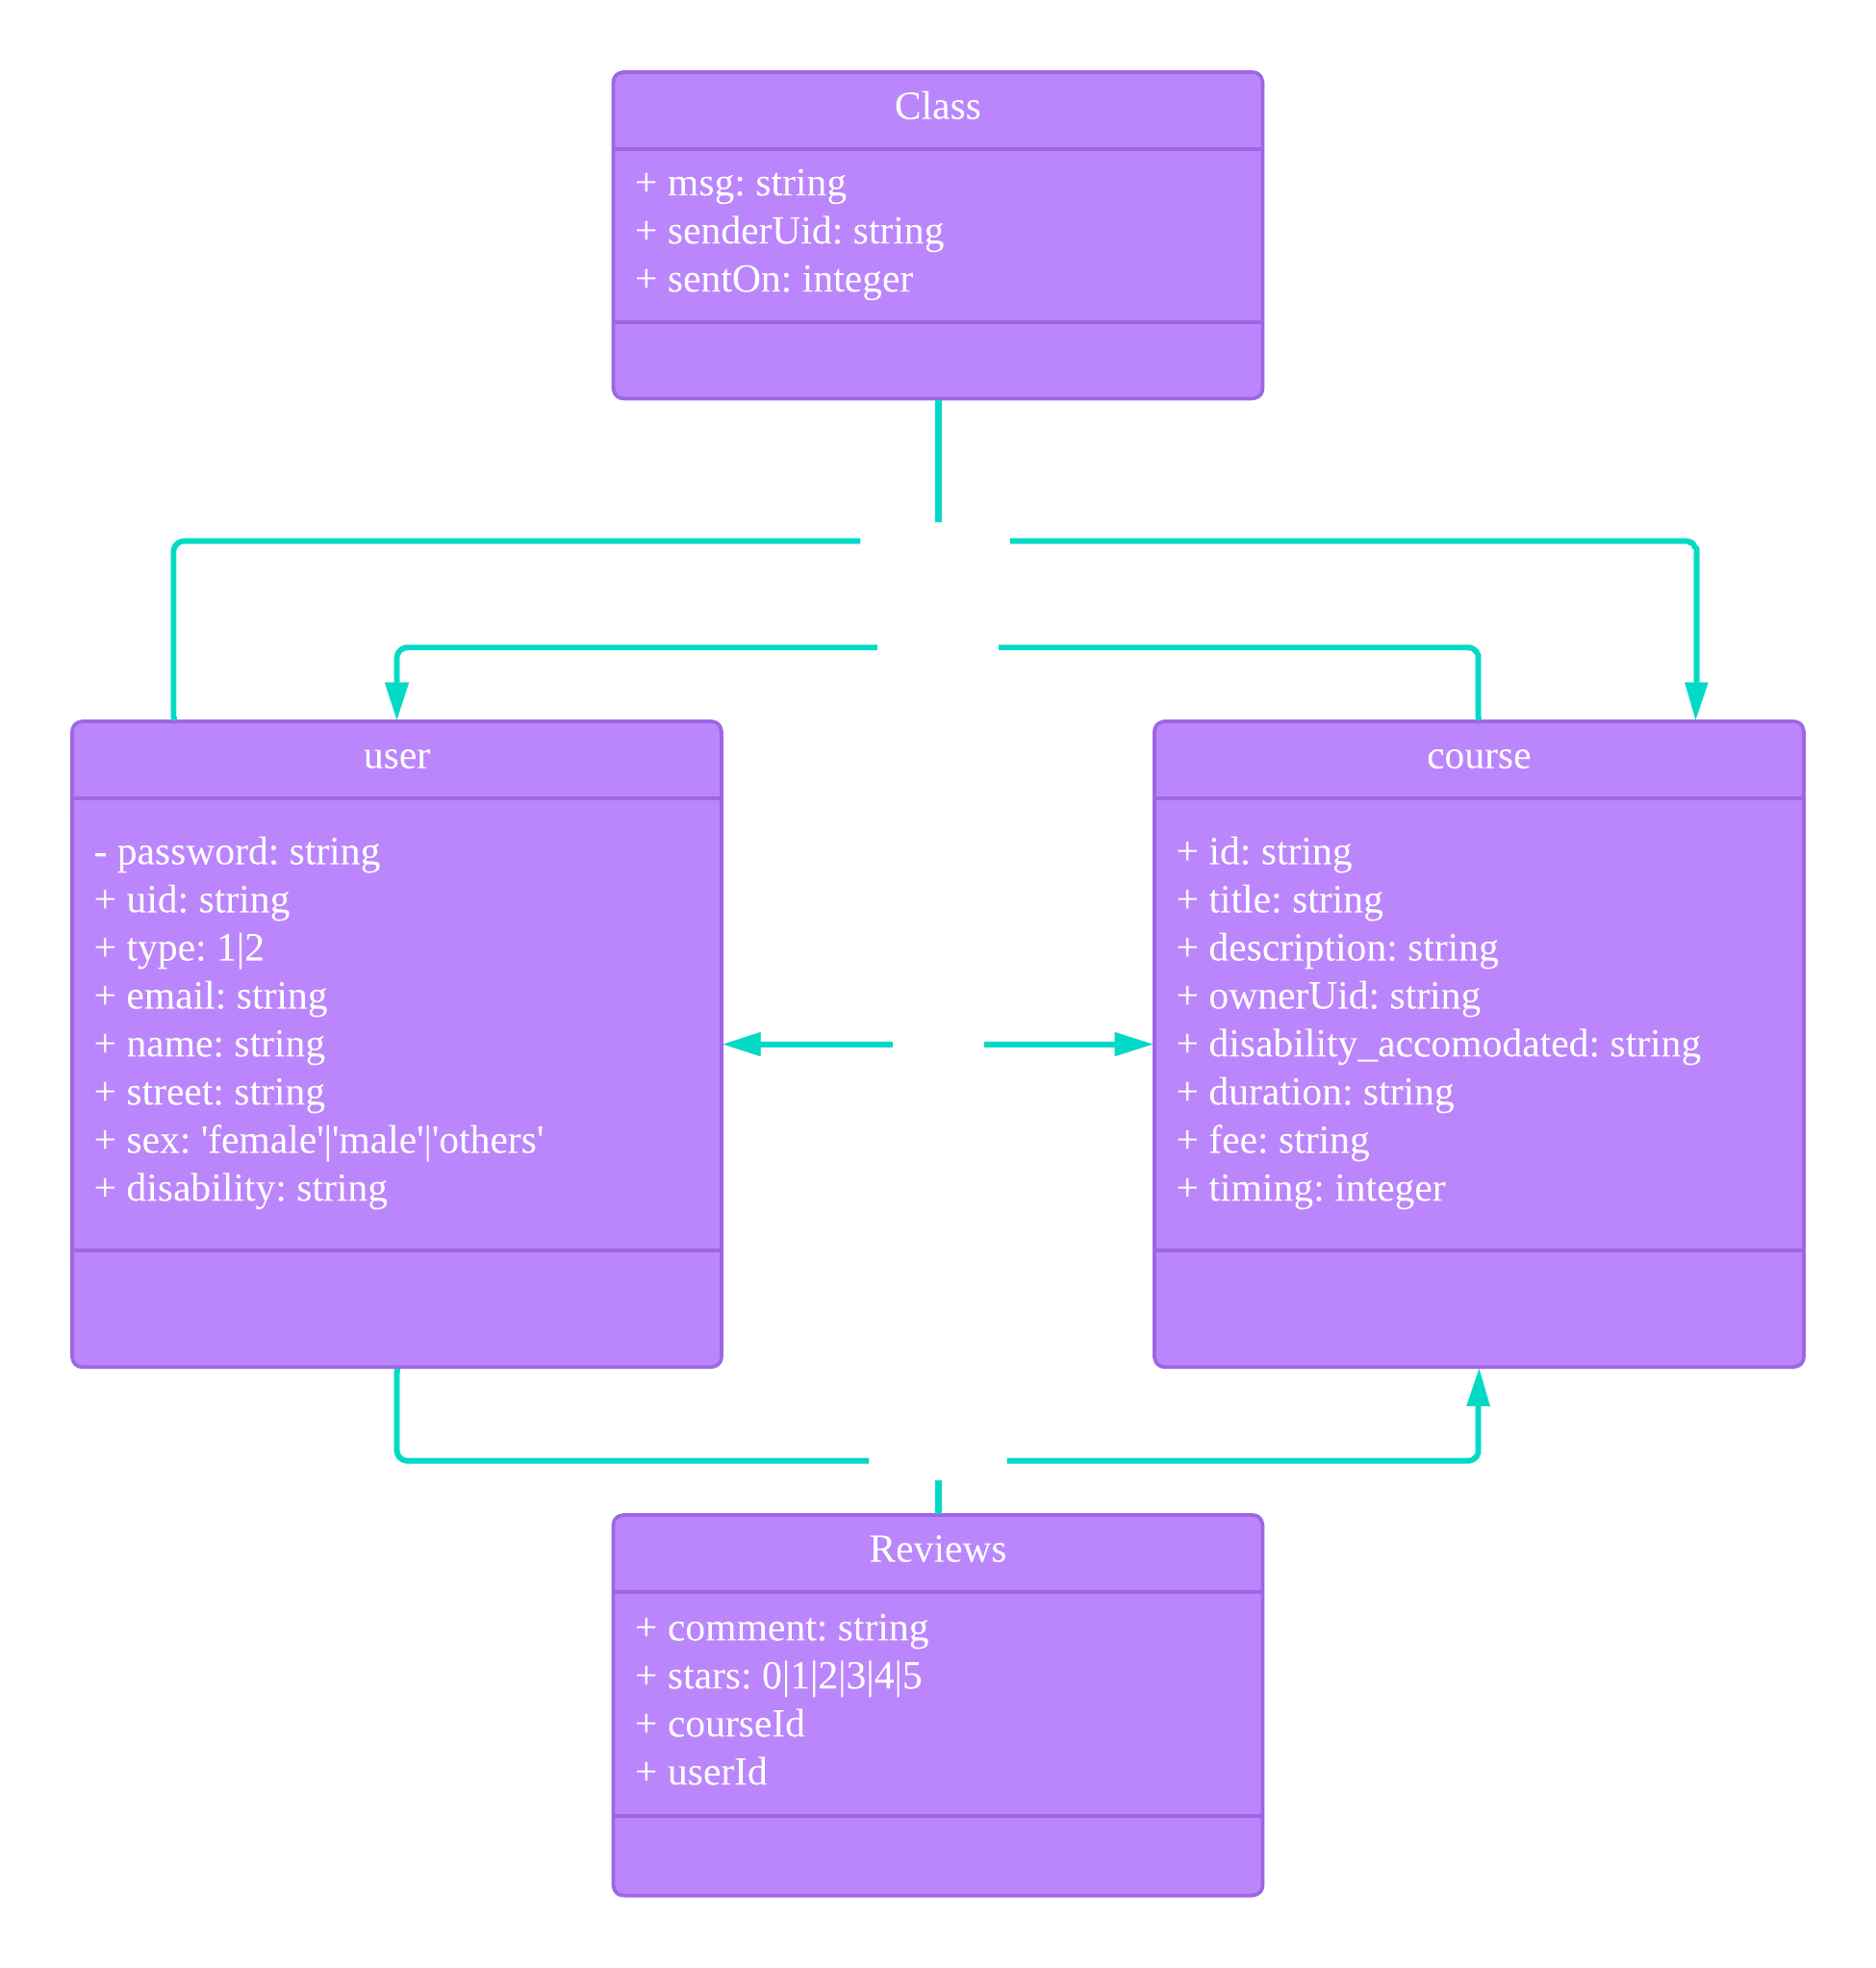 Class
+ msg: string
+ senderUid: string
+ sentOn: integer
user
- password: string
+ uid: string
+ type: 1|2
+ email: string
+ name: string
+ street: string
+ sex: 'female'|'male'|'others'
+ disability: string
course
+ id: string
+ title: string
+ description: string
+ ownerUid: string
+ disability_accomodated: string
+ duration: string
+ fee: string
+ timing: integer
Reviews
+ comment: string
+ stars: 0|1|2|3|4|5
+ courseId
+ userId